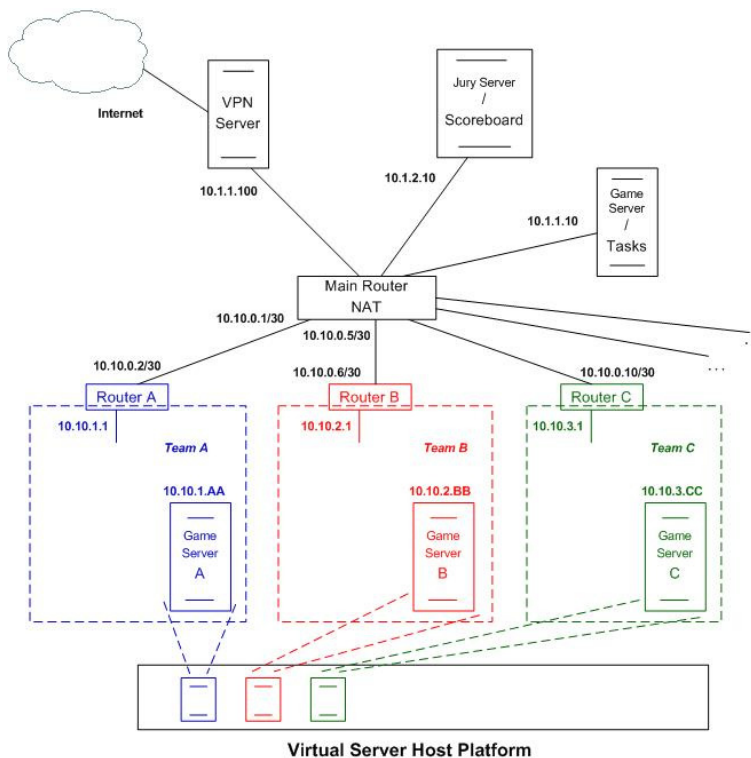 Internet
VPN
Server
Jury Server
/
Scoreboard
10.1.1.100
10.1.2.10
10.1.1.10
Game
Server
/
Tasks
Main Router
NAT
10.10.0.1/30
10.10.0.5/30
10.10.0.2/30
10.10.0.6/30
10.10.0.10/30
...
...
Router A
Router B
Router C
10.10.1.1
10.10.2.1
10.10.3.1
Team A
Team B
Team C
10.10.1.AA
10.10.2.BB
10.10.3.CC
Game
Server
A
Game
Server
B
Game
Server
C
Virtual Server Host Platform